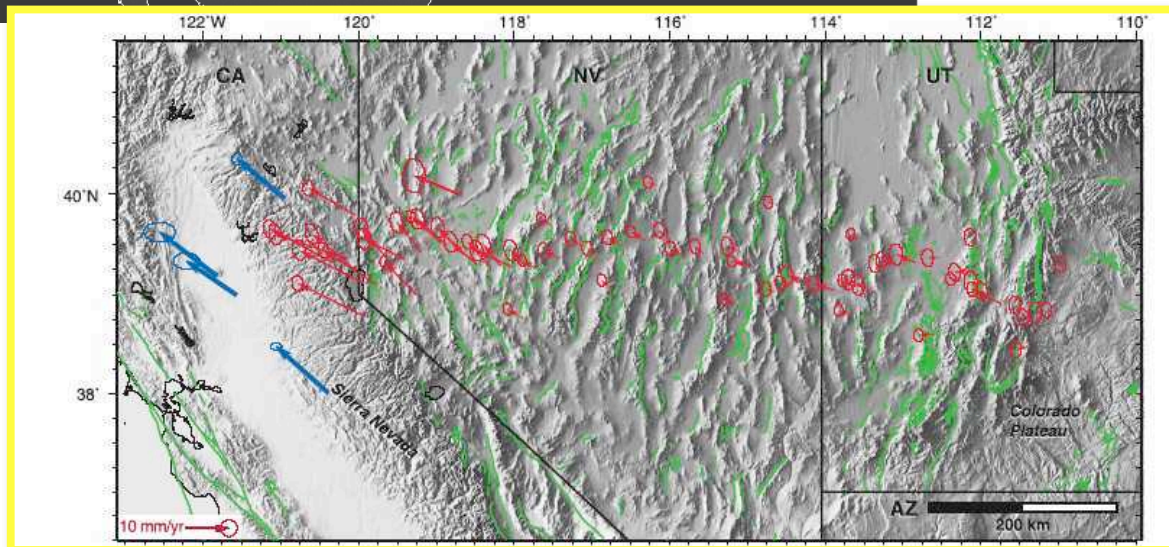 122°W 120° 118° 116° 114° 112° 110°
CA NV UT
40°N
38°
Sierra Nevada
Colorado
Plateau
10 mm/yr
AZ
200 km